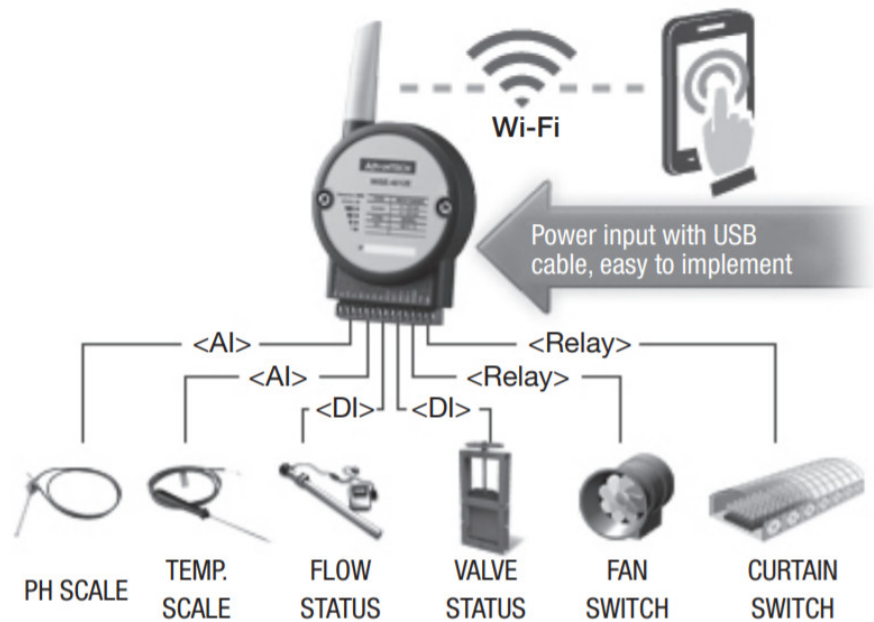 Wi-Fi
ADVANTECH
Power input with USB
cable, easy to implement
<AI>
<Relay>
<AI>
<Relay>
<DI>
<DI>
PH SCALE
TEMP.
SCALE
FLOW
STATUS
VALVE
STATUS
FAN
SWITCH
CURTAIN
SWITCH